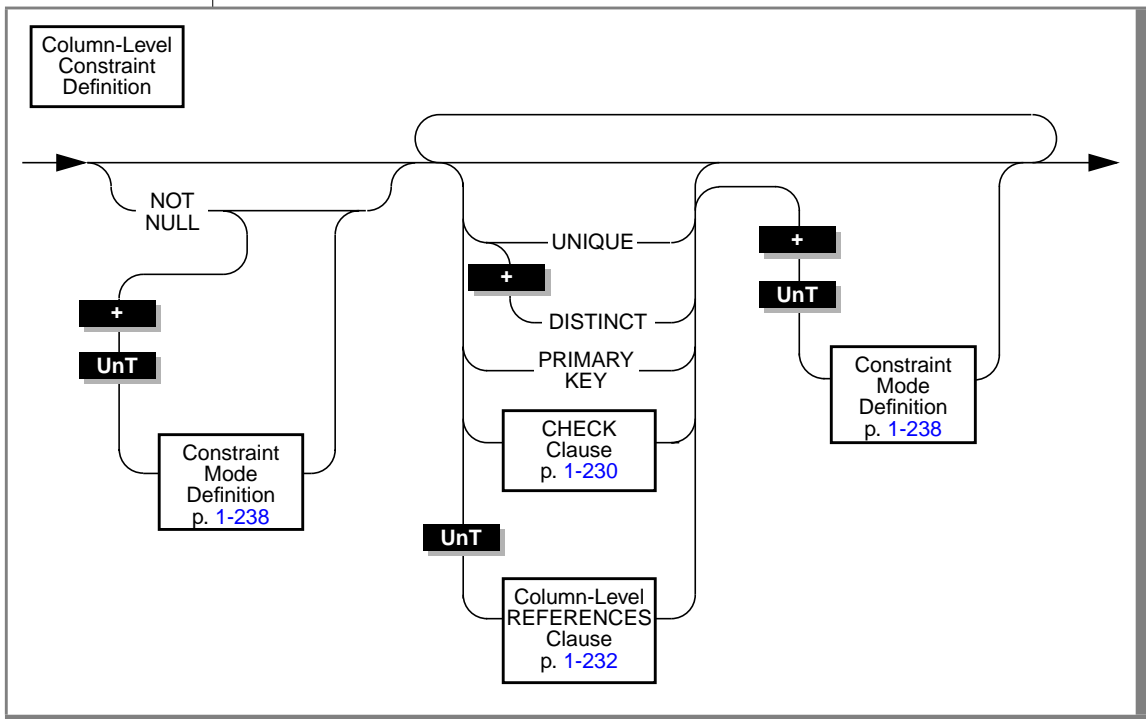 Column-Level
Constraint
Definition
NOT
NULL
+
UnT
Constraint
Mode
Definition
p. 1-238
UNIQUE
+
DISTINCT
PRIMARY
KEY
CHECK
Clause
p. 1-230
UnT
Column-Level
REFERENCES
Clause
p. 1-232
+
UnT
Constraint
Mode
Definition
p. 1-238